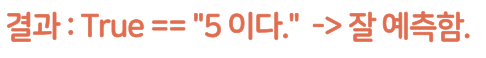 결과 : True == "5 이다." -> 잘 예측함.